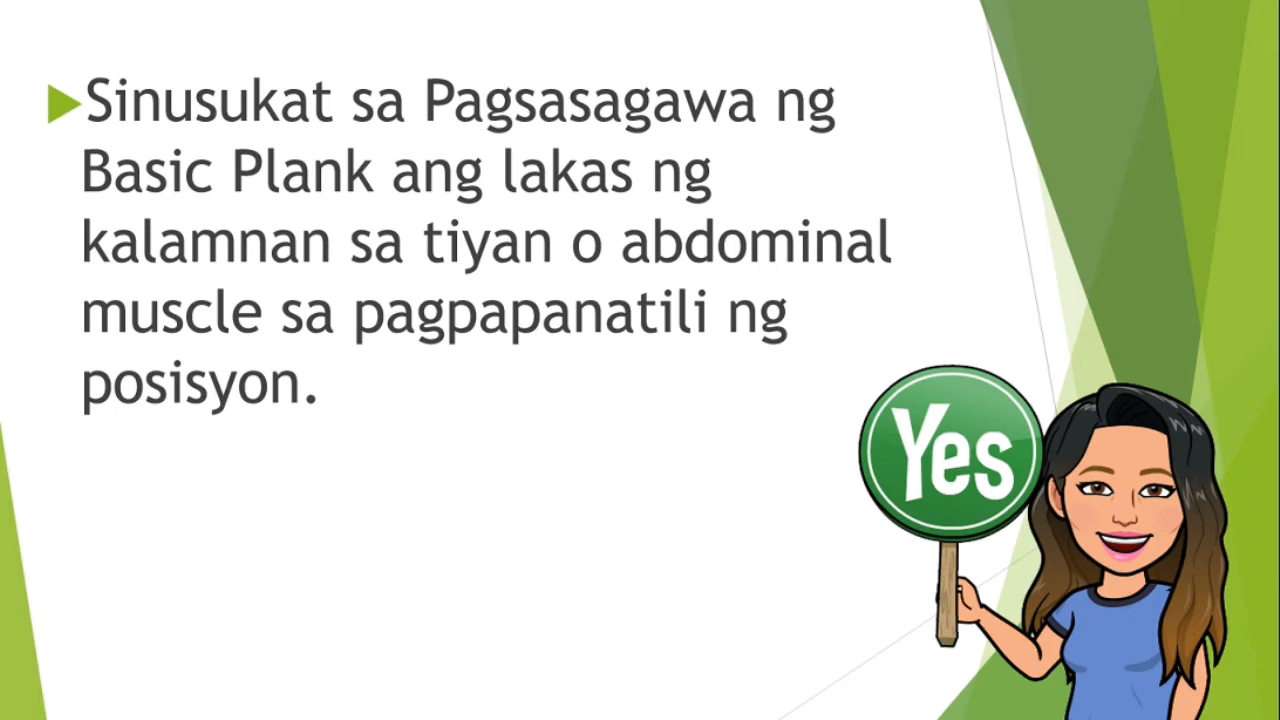 Sinusukat sa Pagsasagawa ng
Basic Plank ang lakas ng
kalamnan sa tiyan o abdominal
muscle sa pagpapanatili ng
posisyon.
Yes